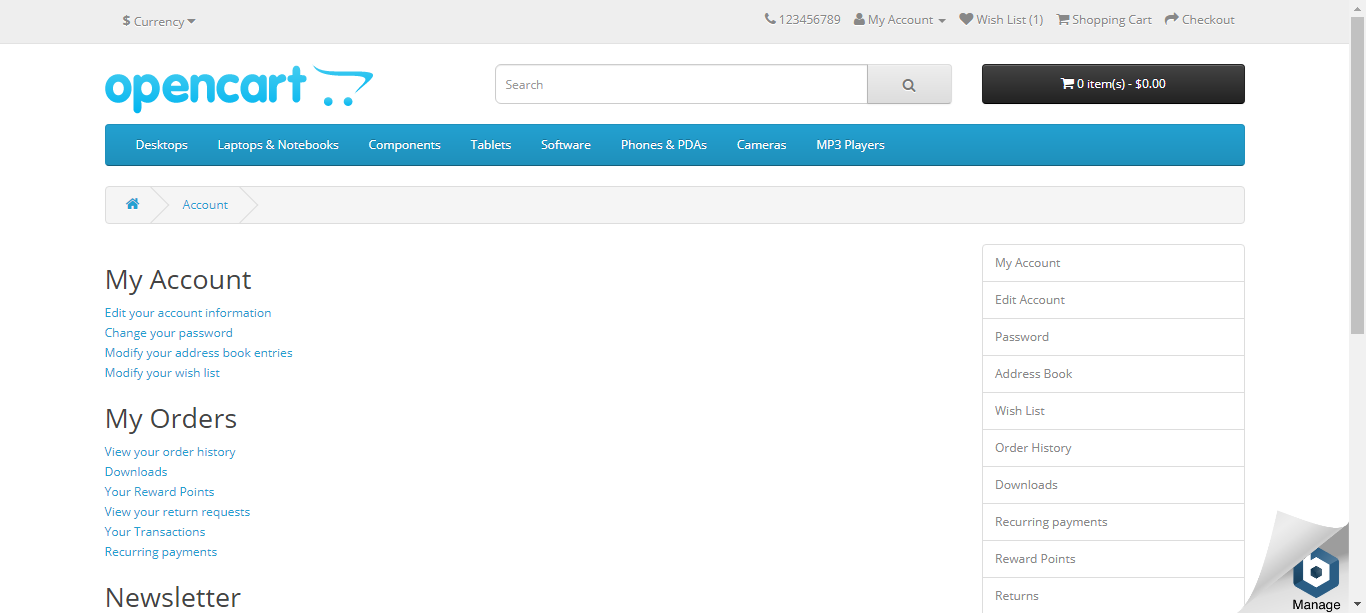 $ Currency
123456789 My Account Wish List (1) Shopping Cart Checkout
opencart
Search
0 item(s) - $0.00
Desktops Laptops & Notebooks Components Tablets Software Phones & PDAs Cameras MP3 Players
Account
My Account
Edit your account information
Change your password
Modify your address book entries
Modify your wish list
My Orders
View your order history
Downloads
Your Reward Points
View your return requests
Your Transactions
Recurring payments
Newsletter
My Account
Edit Account
Password
Address Book
Wish List
Order History
Downloads
Recurring payments
Reward Points
Returns
Manage